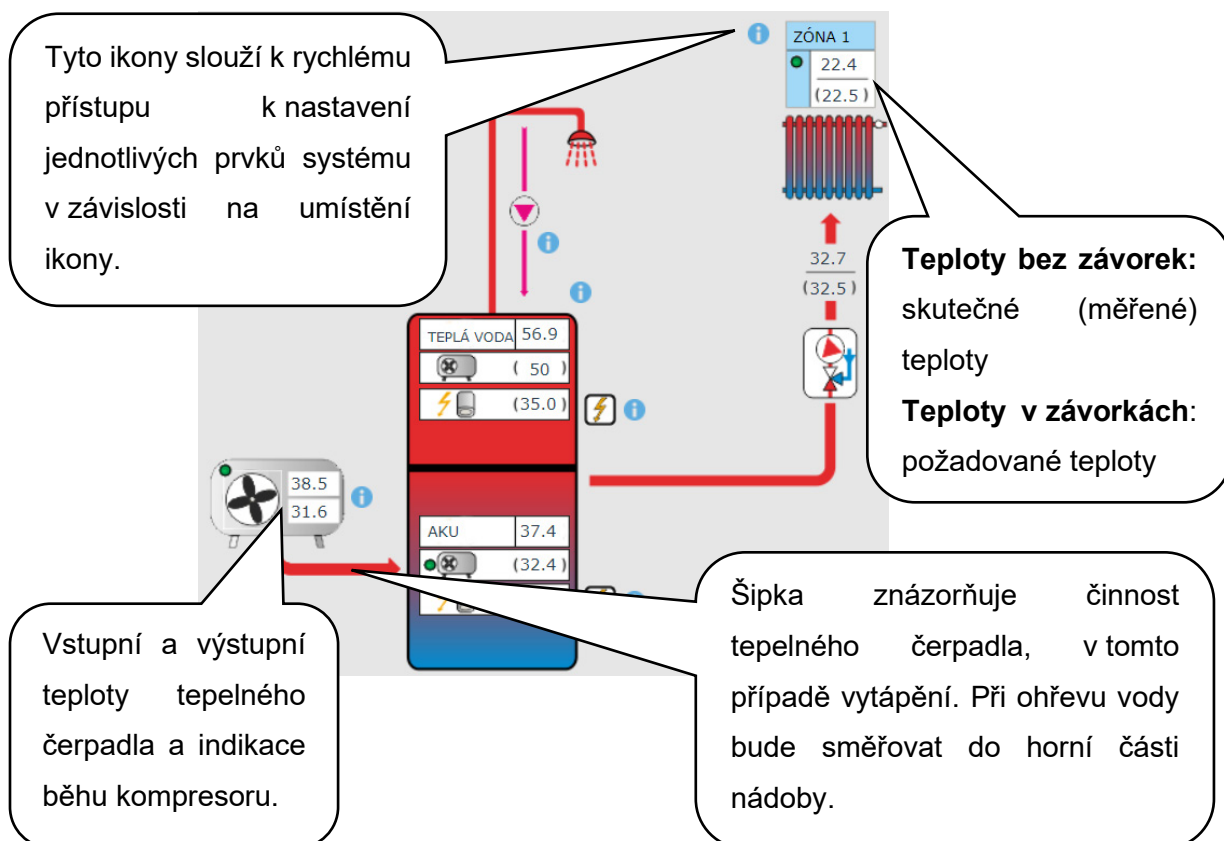 Tyto ikony slouží k rychlému
přístupu k nastavení
jednotlivých prvků systému
v závislosti na umístění
ikony.
ZÓNA 1
22.4
(22.5)
32.7
(32.5)
Teploty bez závorek:
skutečné (měřené)
teploty
Teploty v závorkách:
požadované teploty
TEPLÁ VODA 56.9
( 50 )
(35.0)
38.5
31.6
AKU 37.4
(32.4)
Vstupní a výstupní
teploty tepelného
čerpadla a indikace
běhu kompresoru.
Šipka znázorňuje činnost
tepelného čerpadla, v tomto
případě vytápění. Při ohřevu vody
bude směřovat do horní části
nádoby.